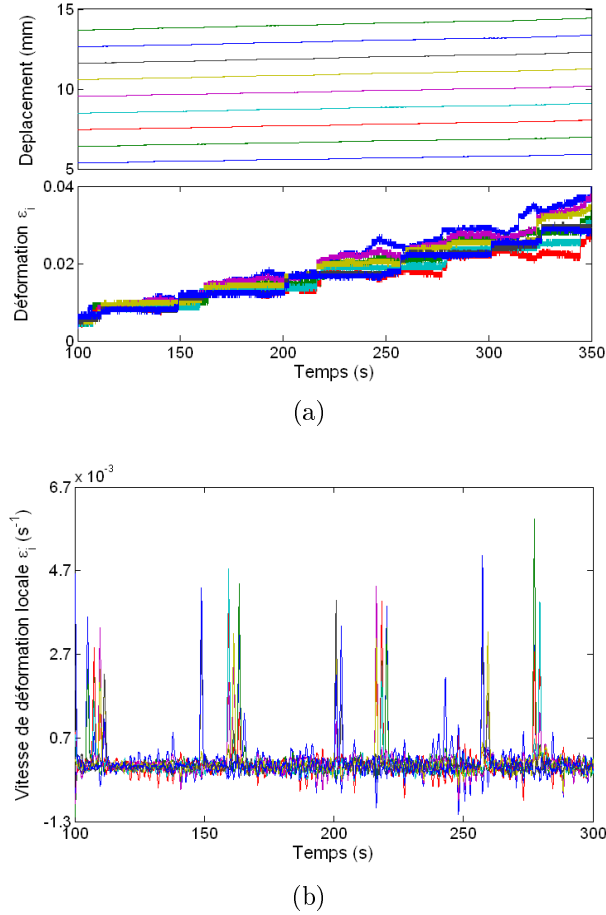 Deplacement (mm)
15
10
5
Déformation εi
0.04
0.02
0
100 150 200 250 300 350
Temps (s)
(a)
Vitesse de déformation locale ε̇i (s-1)
x 10-3
6.7
4.7
2.7
0.7
-1.3
100 150 200 250 300
Temps (s)
(b)